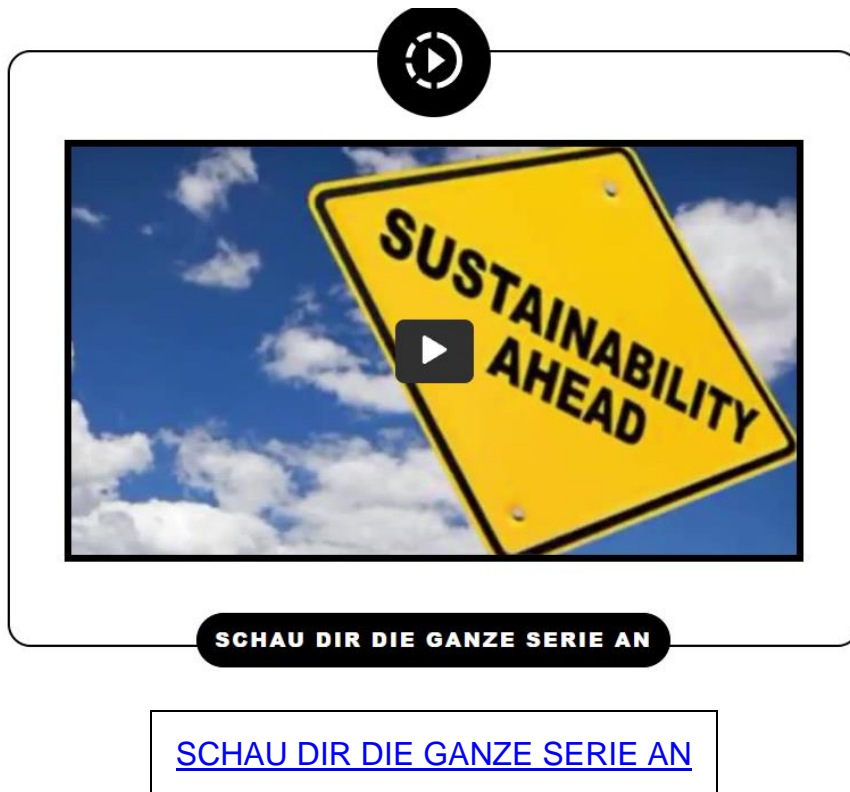 SUSTAINABILITY
AHEAD
SCHAU DIR DIE GANZE SERIE AN
SCHAU DIR DIE GANZE SERIE AN